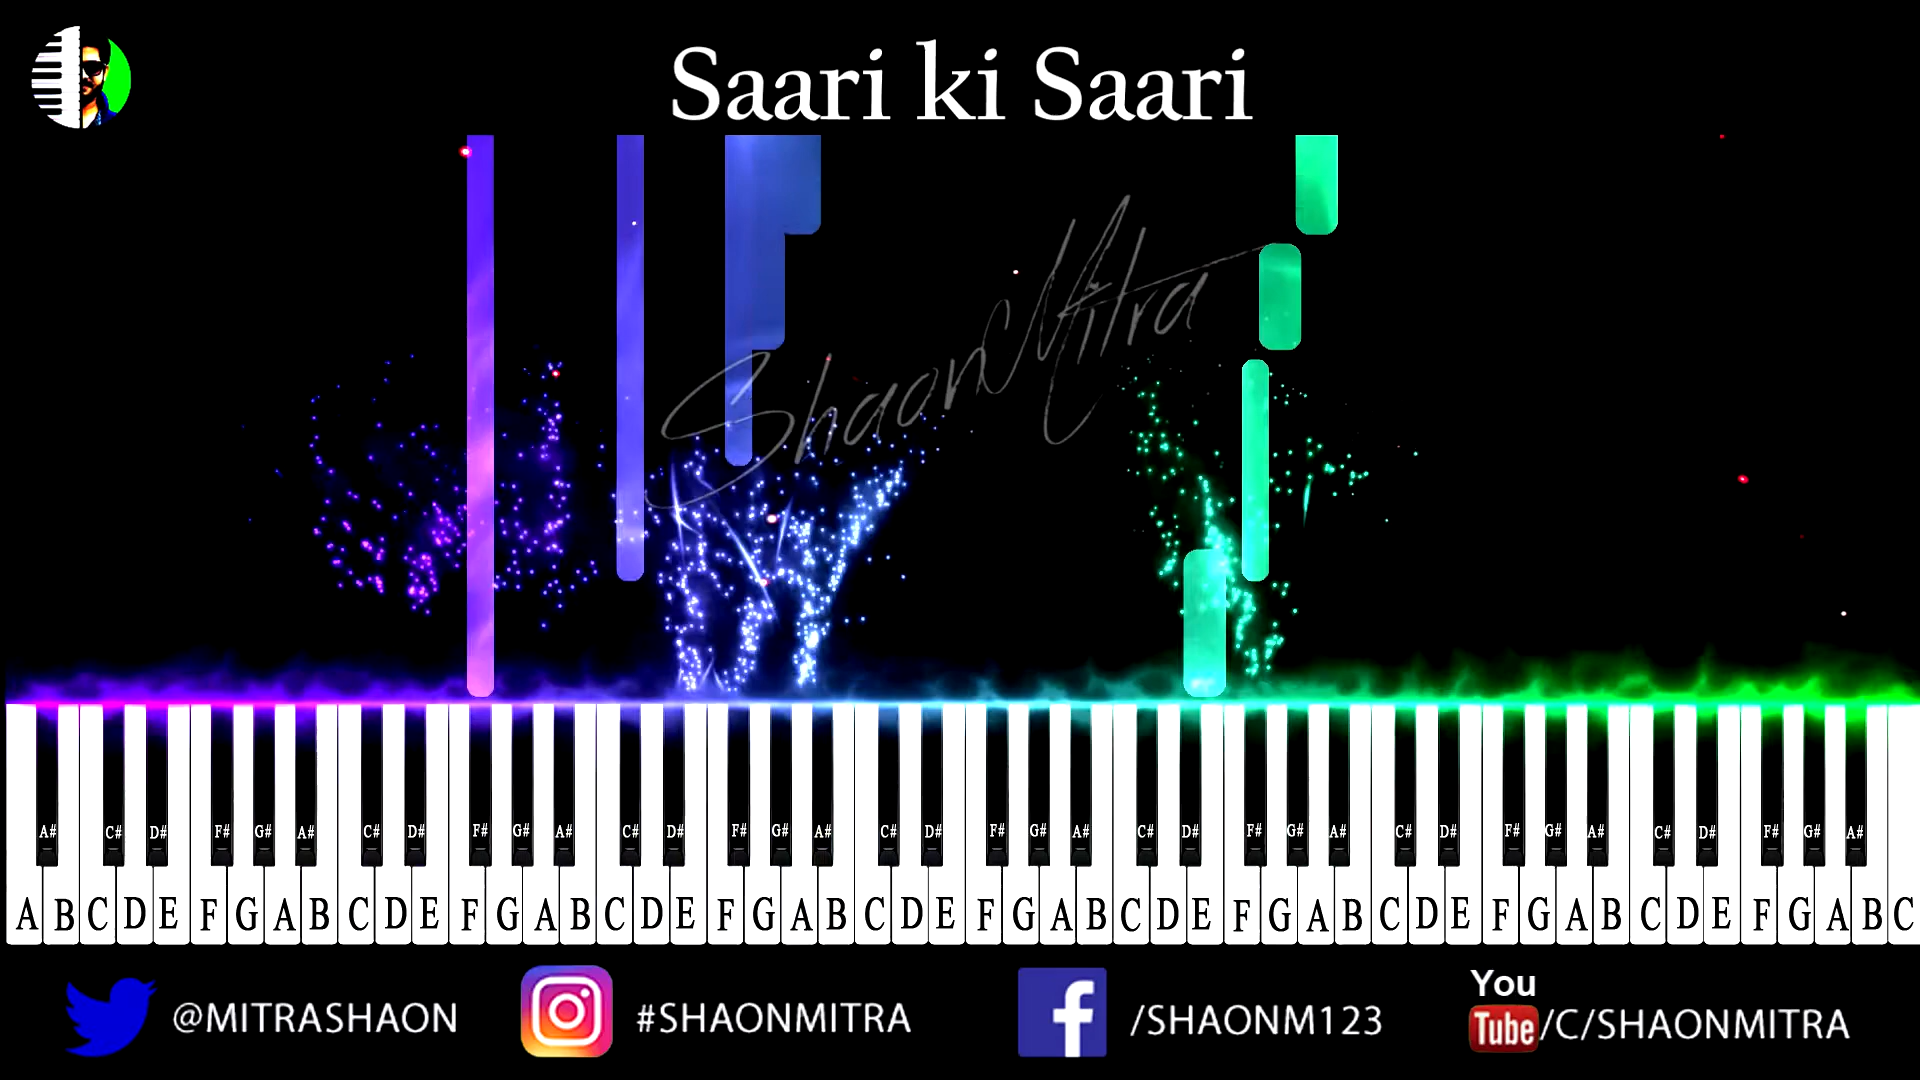 Saari ki Saari
ShaonMitra
A# C# D# F# G# A# C# D# F# G# A# C# D# F# G# A# C# D# F# G# A# C# D# F# G# A# C# D# F# G# A# C# D# F# G# A#
A B C D E F G A B C D E F G A B C D E F G A B C D E F G A B C D E F G A B C D E F G A B C D E F G A B C
@MITRASHAON #SHAONMITRA /SHAONM123 You Tube /C/SHAONMITRA